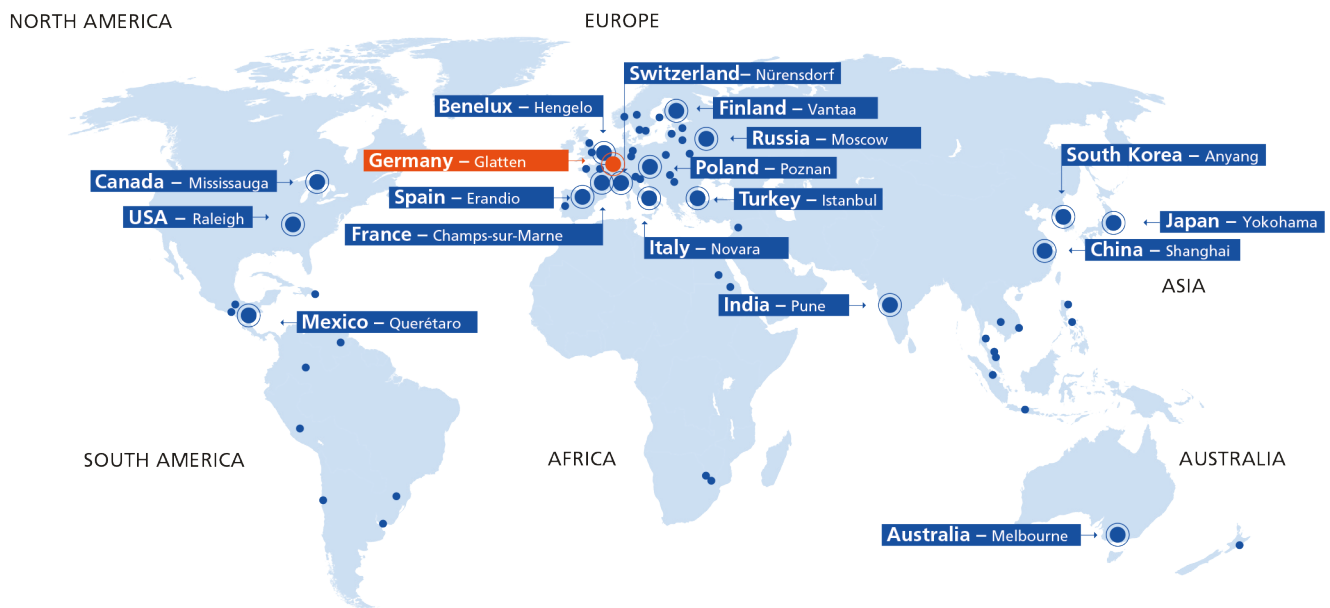 NORTH AMERICA
EUROPE
Switzerland– Nürensdorf
Benelux – Hengelo
Finland – Vantaa
Russia – Moscow
Germany – Glatten
South Korea – Anyang
Poland – Poznan
Canada – Mississauga
Spain – Erandio
Turkey – Istanbul
USA – Raleigh
Japan – Yokohama
France – Champs-sur-Marne
Italy – Novara
China – Shanghai
ASIA
India – Pune
Mexico – Querétaro
SOUTH AMERICA
AFRICA
AUSTRALIA
Australia – Melbourne